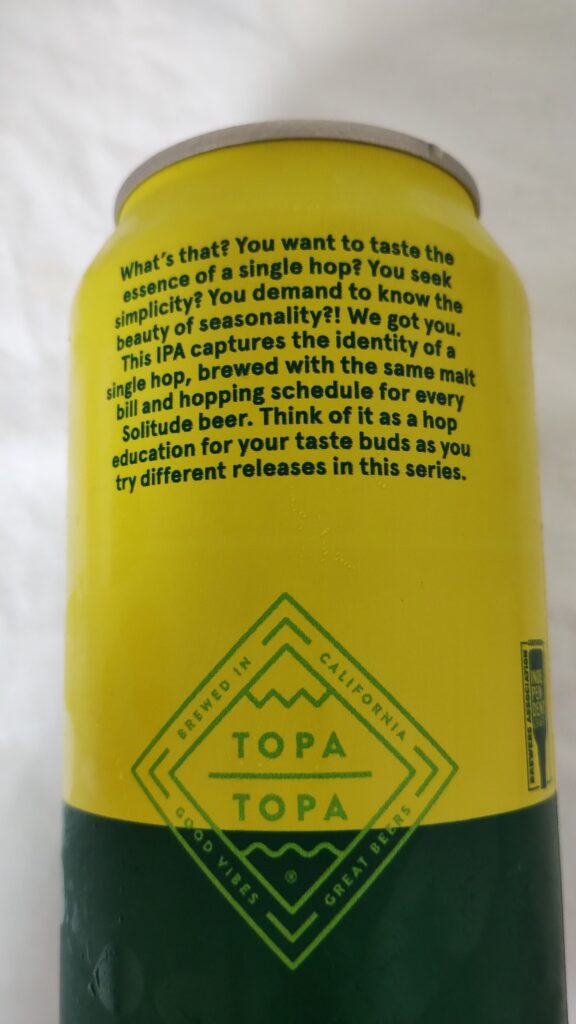 What's that? You want to taste the
essence of a single hop? You seek
simplicity? You demand to know the
beauty of seasonality?! We got you.
This IPA captures the identity of a
single hop, brewed with the same malt
bill and hopping schedule for every
Solitude beer. Think of it as a hop
education for your taste buds as you
try different releases in this series.
BREWED IN CALIFORNIA
TOPA
TOPA
®
GOOD VIBES GREAT BEERS
BREWERS ASSOCIATION
INDE
PEN
DENT